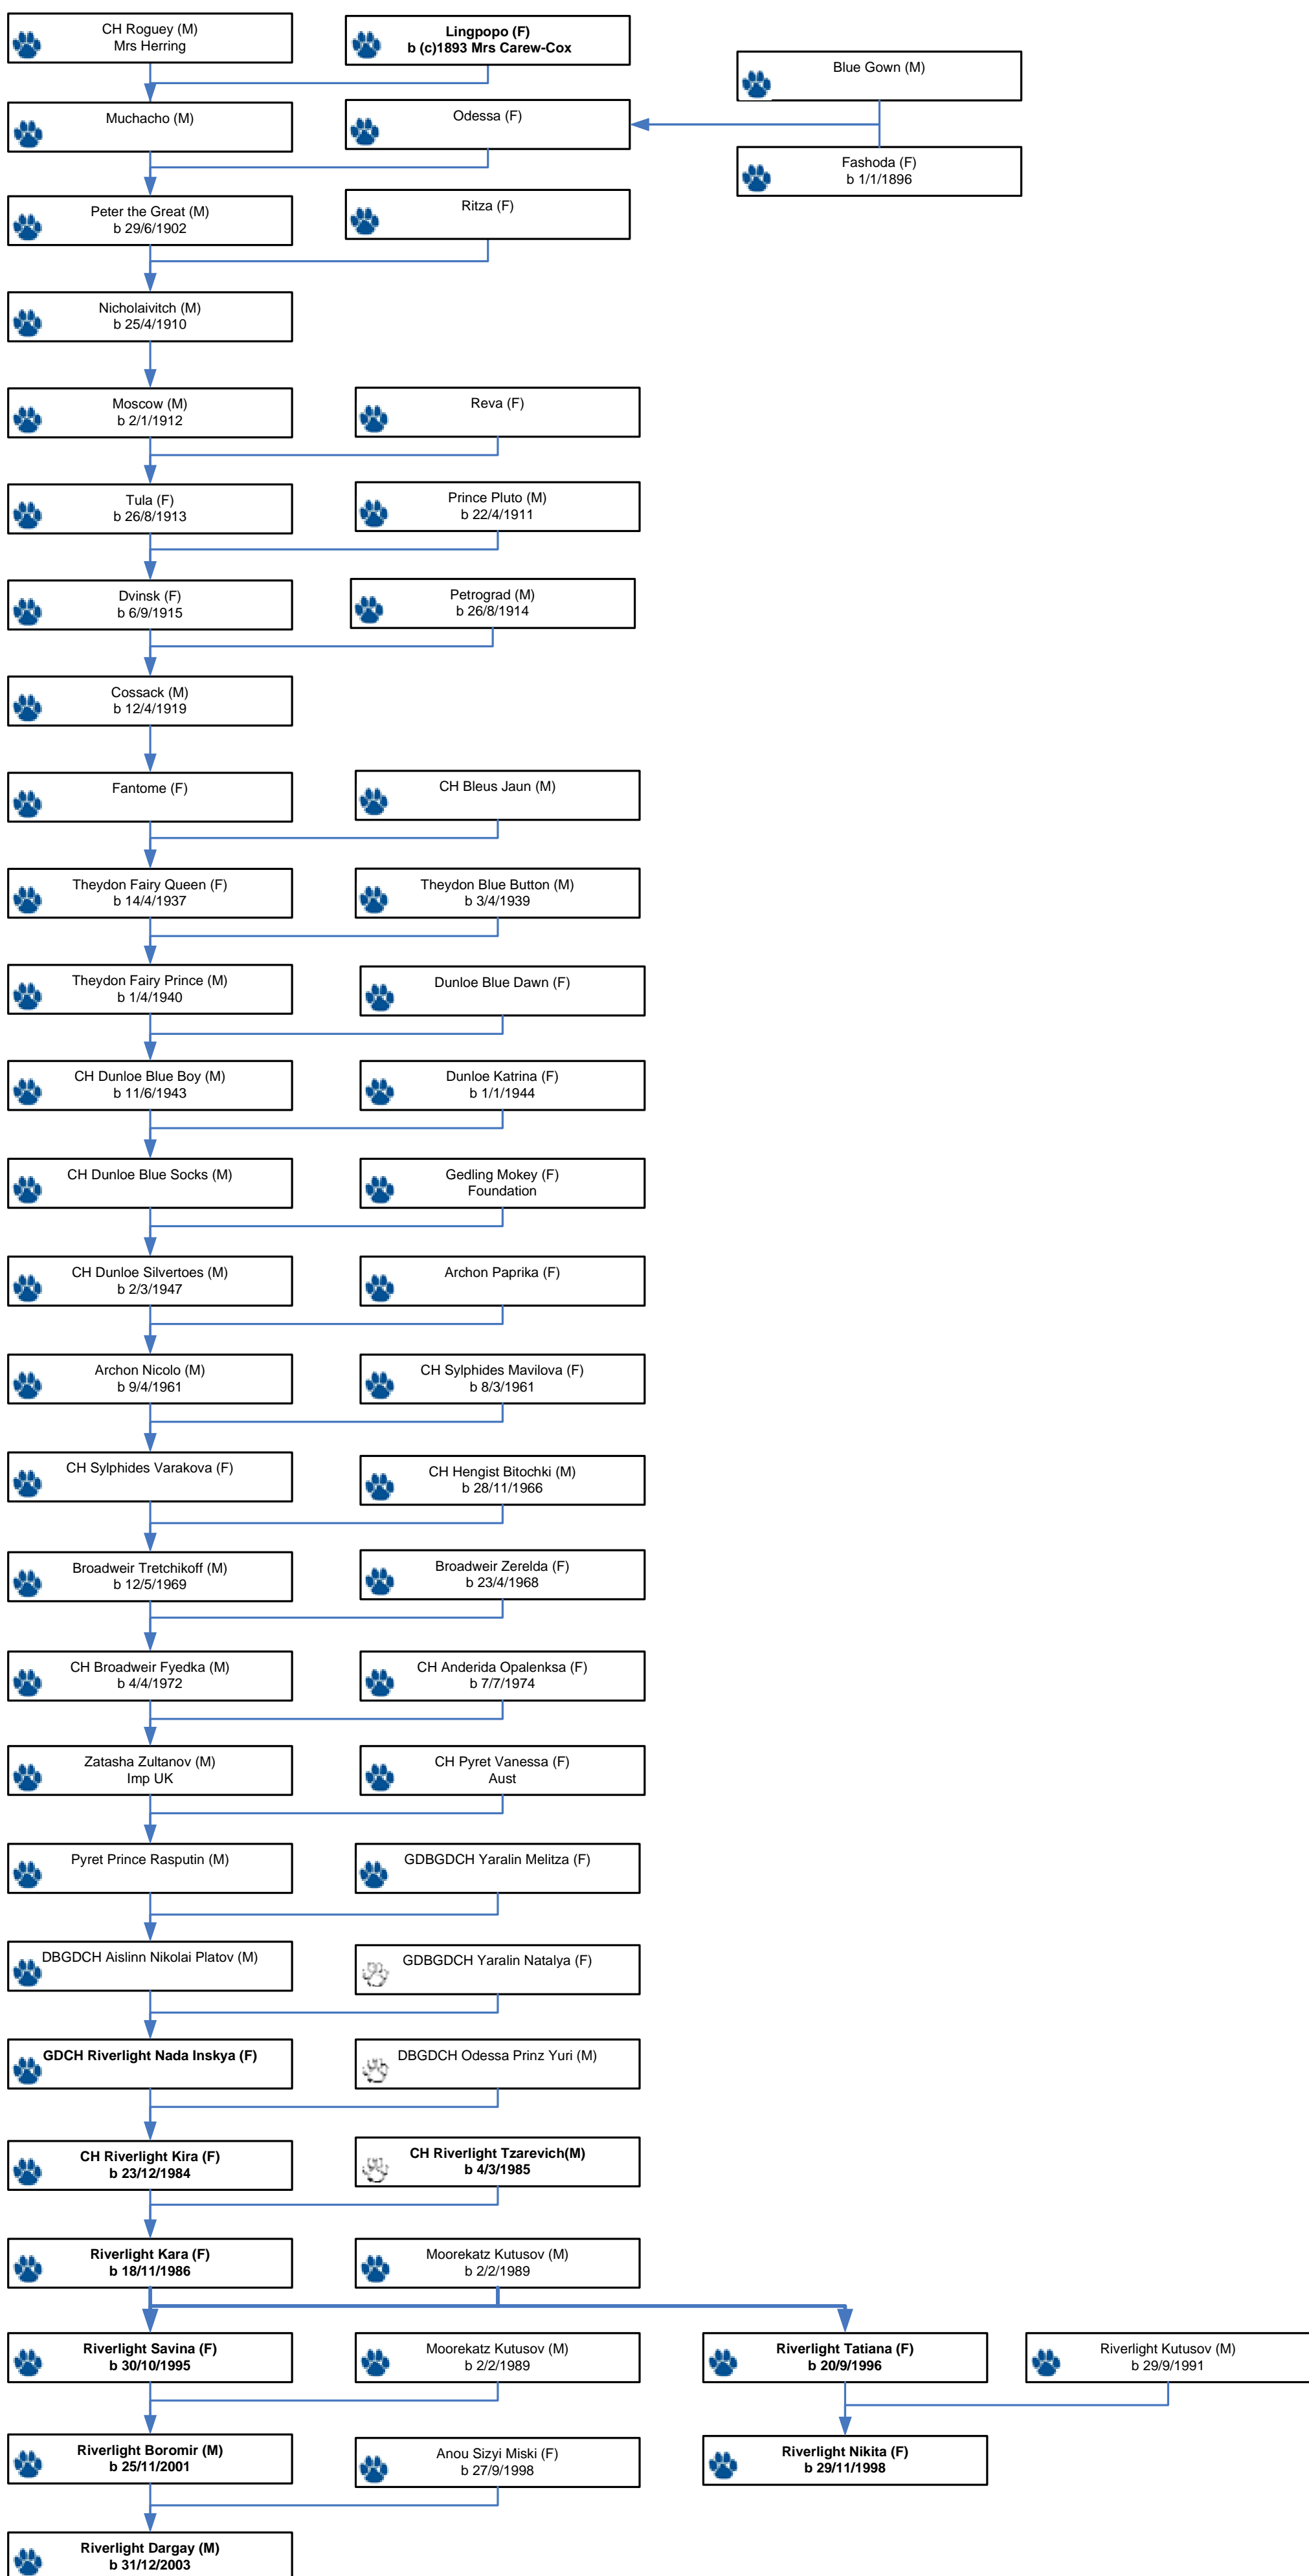 CH Roguey (M)
Mrs Herring
Lingpopo (F)
b (c)1893 Mrs Carew-Cox
Blue Gown (M)
Muchacho (M)
Odessa (F)
Fashoda (F)
b 1/1/1896
Peter the Great (M)
b 29/6/1902
Ritza (F)
Nicholaivitch (M)
b 25/4/1910
Moscow (M)
b 2/1/1912
Reva (F)
Tula (F)
b 26/8/1913
Prince Pluto (M)
b 22/4/1911
Dvinsk (F)
b 6/9/1915
Petrograd (M)
b 26/8/1914
Cossack (M)
b 12/4/1919
Fantome (F)
CH Bleus Jaun (M)
Theydon Fairy Queen (F)
b 14/4/1937
Theydon Blue Button (M)
b 3/4/1939
Theydon Fairy Prince (M)
b 1/4/1940
Dunloe Blue Dawn (F)
CH Dunloe Blue Boy (M)
b 11/6/1943
Dunloe Katrina (F)
b 1/1/1944
CH Dunloe Blue Socks (M)
Gedling Mokey (F)
Foundation
CH Dunloe Silvertoes (M)
b 2/3/1947
Archon Paprika (F)
Archon Nicolo (M)
b 9/4/1961
CH Sylphides Mavilova (F)
b 8/3/1961
CH Sylphides Varakova (F)
CH Hengist Bitochki (M)
b 28/11/1966
Broadweir Tretchikoff (M)
b 12/5/1969
Broadweir Zerelda (F)
b 23/4/1968
CH Broadweir Fyedka (M)
b 4/4/1972
CH Anderida Opalenksa (F)
b 7/7/1974
Zatasha Zultanov (M)
Imp UK
CH Pyret Vanessa (F)
Aust
Pyret Prince Rasputin (M)
GDBGDCH Yaralin Melitza (F)
DBGDCH Aislinn Nikolai Platov (M)
GDBGDCH Yaralin Natalya (F)
GDCH Riverlight Nada Inskya (F)
DBGDCH Odessa Prinz Yuri (M)
CH Riverlight Kira (F)
b 23/12/1984
CH Riverlight Tzarevich(M)
b 4/3/1985
Riverlight Kara (F)
b 18/11/1986
Moorekatz Kutusov (M)
b 2/2/1989
Riverlight Savina (F)
b 30/10/1995
Moorekatz Kutusov (M)
b 2/2/1989
Riverlight Tatiana (F)
b 20/9/1996
Riverlight Kutusov (M)
b 29/9/1991
Riverlight Boromir (M)
b 25/11/2001
Anou Sizyi Miski (F)
b 27/9/1998
Riverlight Nikita (F)
b 29/11/1998
Riverlight Dargay (M)
b 31/12/2003